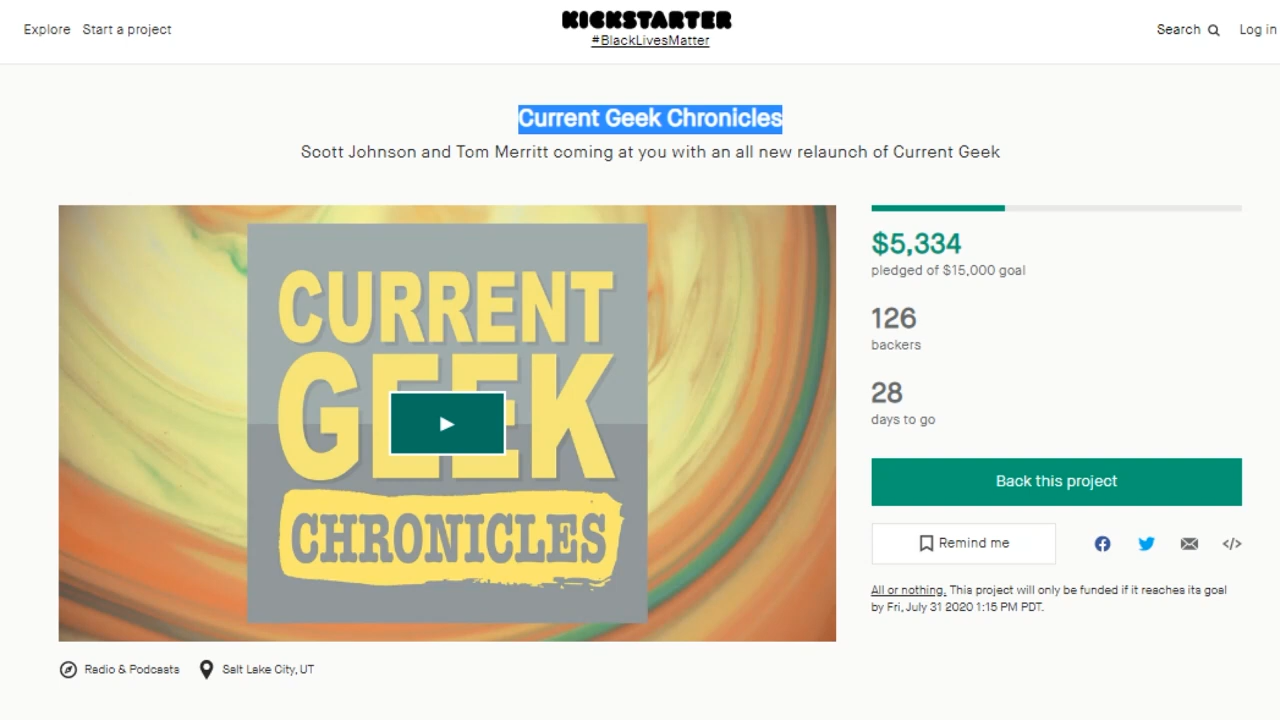 Explore Start a project
KICKSTARTER
#BlackLivesMatter
Search
Log in
Current Geek Chronicles
Scott Johnson and Tom Merritt coming at you with an all new relaunch of Current Geek
CURRENT
GEEK
CHRONICLES
$5,334
pledged of $15,000 goal
126
backers
28
days to go
Back this project
Remind me
</>
All or nothing. This project will only be funded if it reaches its goal
by Fri, July 31 2020 1:15 PM PDT.
Radio & Podcasts Salt Lake City, UT